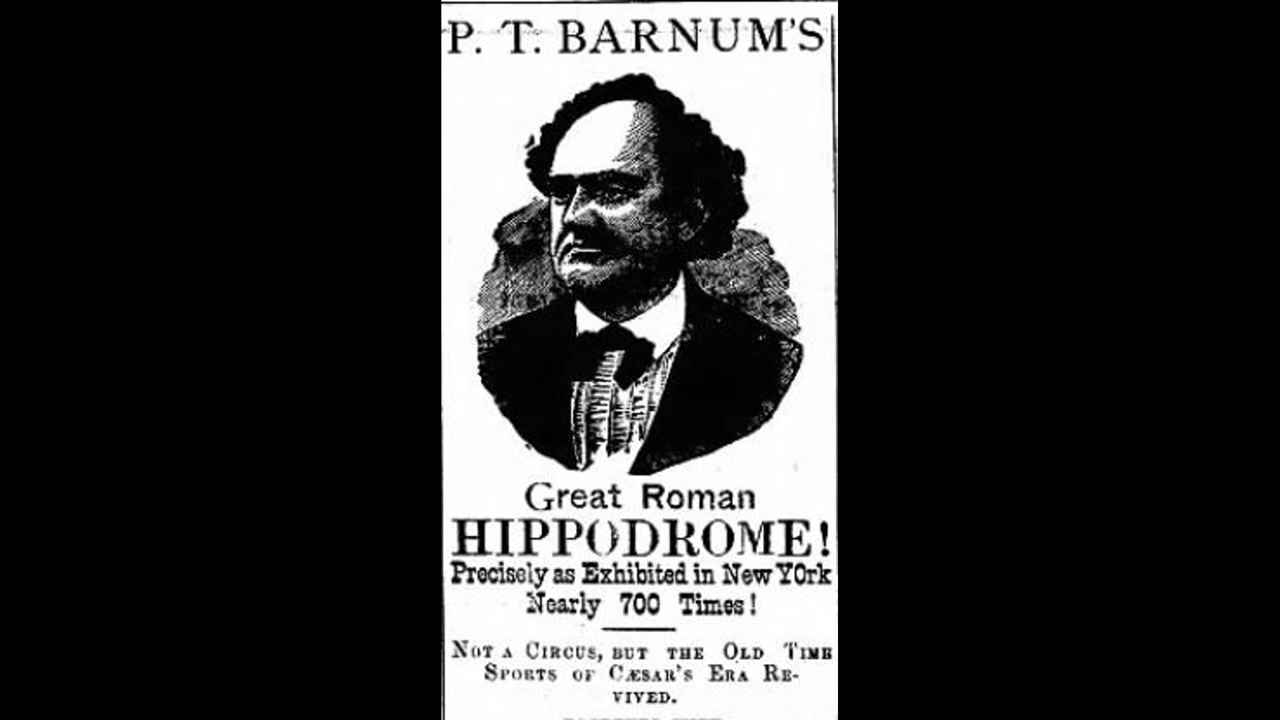 P. T. BARNUM'S
Great Roman
HIPPODROME!
Precisely as Exhibited in New YOrk
Nearly 700 Times!
NOT A CIRCUS, BUT THE OLD TIME
SPORTS OF CÆSAR'S ERA RE-
VIVED.